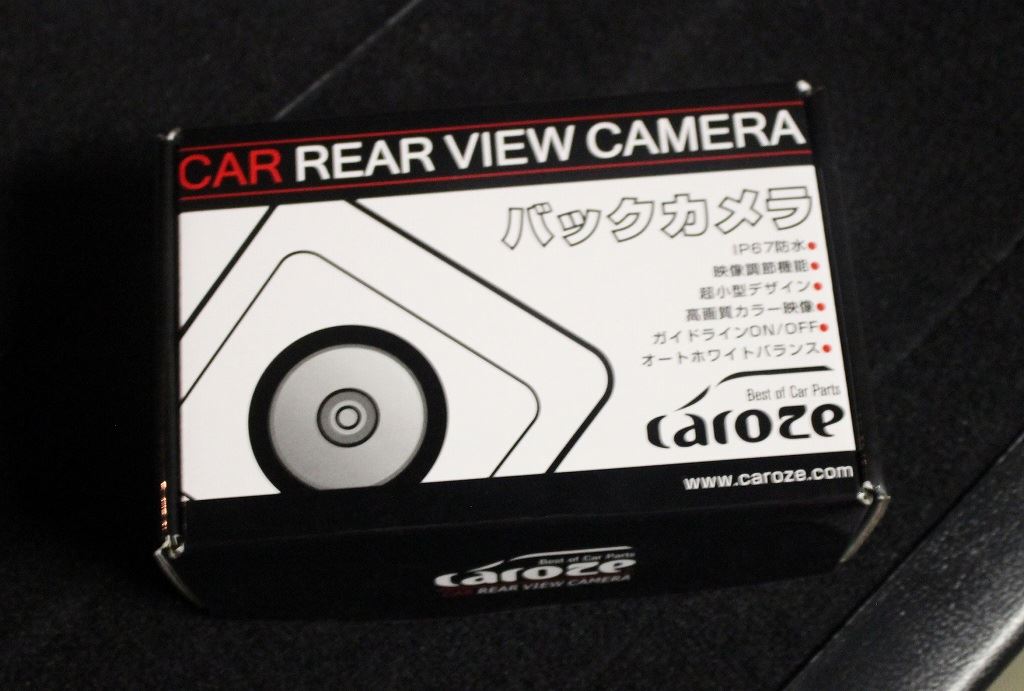 CAR REAR VIEW CAMERA
バックカメラ
IP67防水●
映像調節機能●
超小型デザイン●
高画質カラー映像●
ガイドラインON/OFF●
オートホワイトバランス●
Best of Car Parts
caroze
www.caroze.com
Best of Car Parts
caroze
CAR REAR VIEW CAMERA